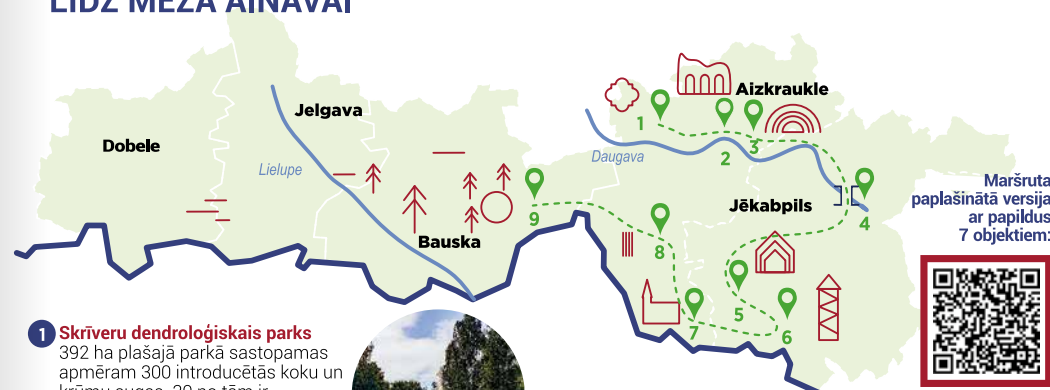 LĪDZ MEŽA AINAVAI
Aizkraukle
Jelgava
1
Dobele
2
3
Daugava
Lielupe
Maršruta
paplašinātā versija
ar papildus
7 objektiem:
Jēkabpils
4
9
Bauska
8
5
7
6
1 Skrīveru dendroloģiskais parks
392 ha plašajā parkā sastopamas
apmēram 300 introducētās koku un